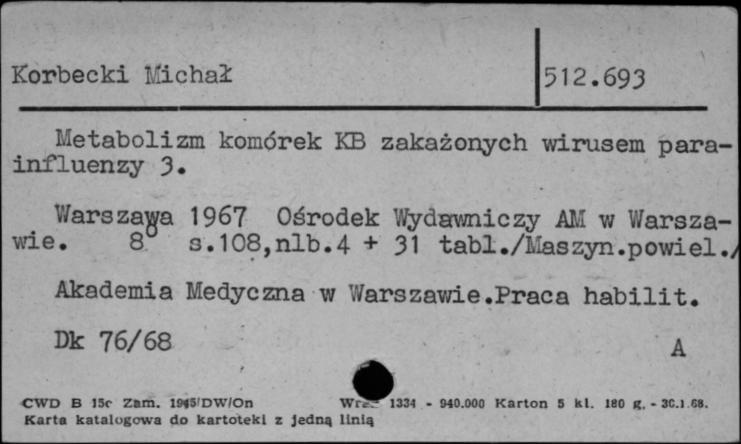 Korbecki Michał 512.693
Metabolizm komórek KB zakażonych wirusem para-
influenzy 3.
Warszawa 1967 Ośrodek Wydawniczy AM w Warsza-
wie. 8° s.108,nlb.4 + 31 tabl./Maszyn.powiel./
Akademia Medyczna w Warszawie.Praca habilit.
Dk 76/68 A
CWD B 15c Zam. 1945/DW/On 1334 - 940.000 Karton 5 kl. 180 g. - 30.1.68.
Karta katalogowa do kartoteki z jedną linią